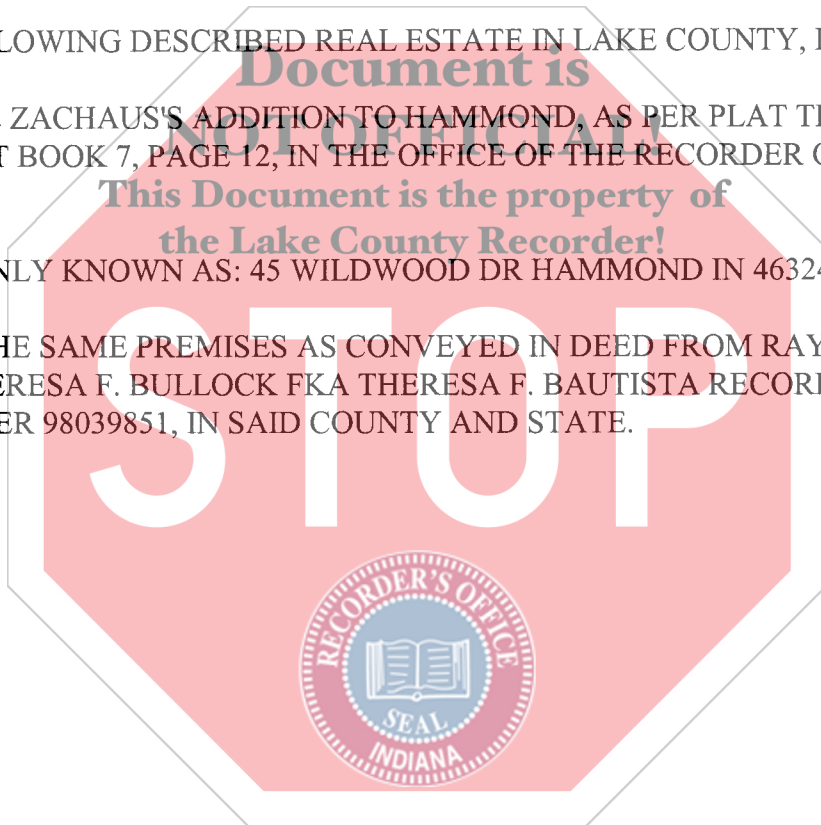 LOWING DESCRIBED REAL ESTATE IN LAKE COUNTY,
Document is
ZACHAUS'S ADDITION TO HAMMOND, AS PER PLAT
NOT OFFICIAL!
BOOK 7, PAGE 12, IN THE OFFICE OF THE RECORDER
This Document is the property of
the Lake County Recorder!
NLY KNOWN AS: 45 WILDWOOD DR HAMMOND IN 46324
HE SAME PREMISES AS CONVEYED IN DEED FROM RAY
ERESA F. BULLOCK FKA THERESA F. BAUTISTA RECOR
ER 98039851, IN SAID COUNTY AND STATE.
STOP
RECORDER'S OFFICE
SEAL
INDIANA